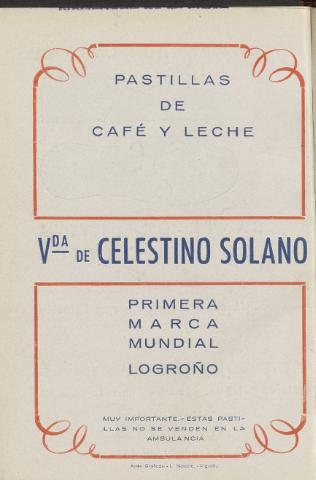 PASTILLAS
DE
CAFÉ Y LECHE
VDA DE CELESTINO SOLANO
PRIMERA
MARCA
MUNDIAL
LOGROÑO
MUY IMPORTANTE.- ESTAS PASTI-
LLAS NO SE VENDEN EN LA
AMBULANCIA